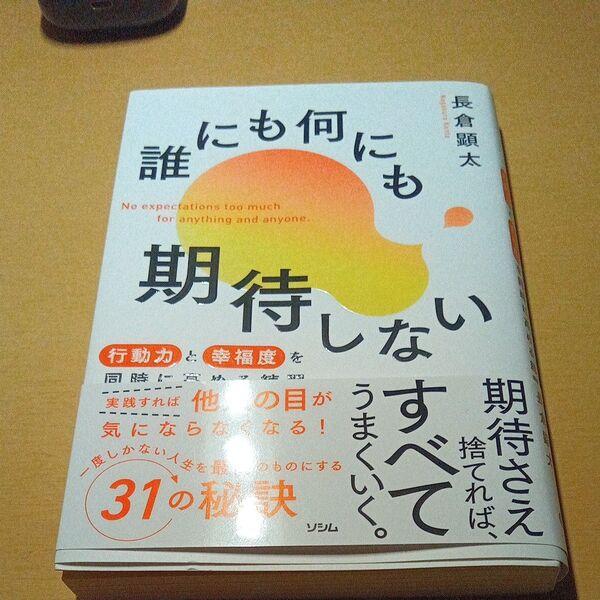 長倉顕太
誰にも何にも
No expectations too much
for anything and anyone.
期待しない
行動力と幸福度を
期待さえ
捨てれば、
すべて
うまくいく。
実践すれば
の目が
気にならなくなる!
一度しかない人生を最
のものにする
31の秘訣
ソシム